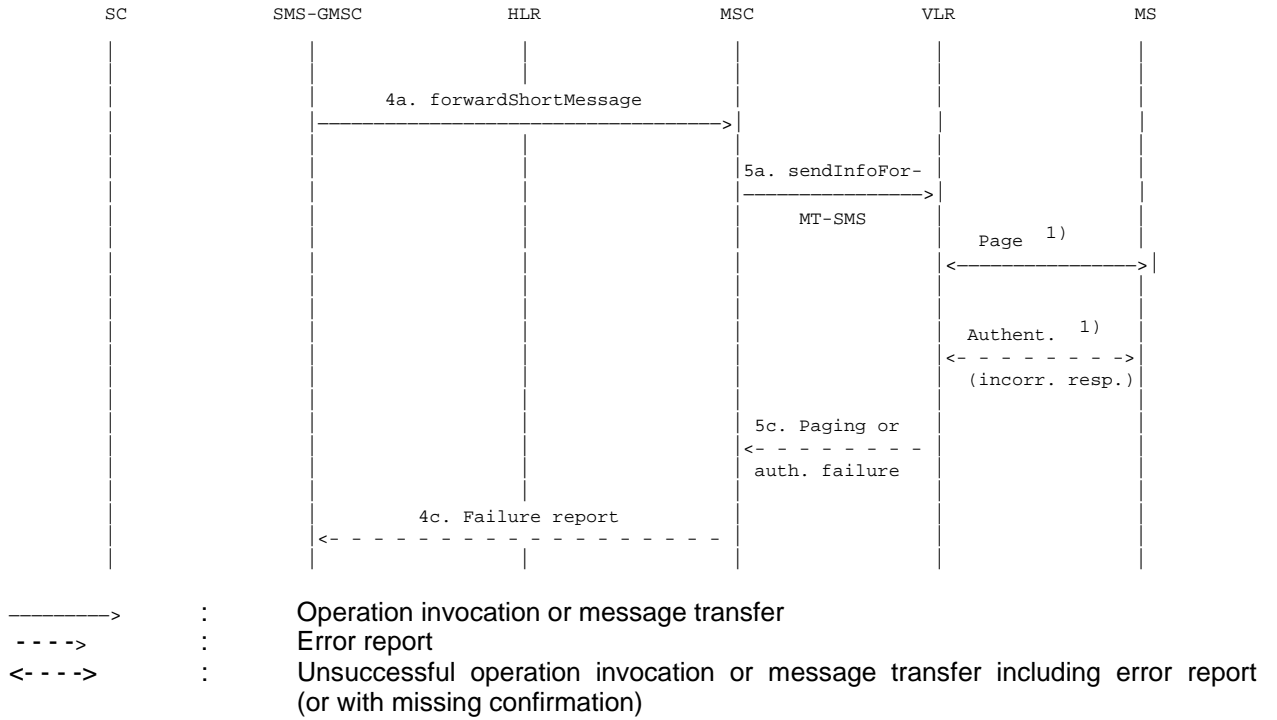 SC SMS-GMSC HLR MSC VLR MS
4a. forwardShortMessage
5a. sendInfoFor-
MT-SMS
Page 1)
Authent. 1)
(incorr. resp.)
5c. Paging or
auth. failure
4c. Failure report
: Operation invocation or message transfer
: Error report
: Unsuccessful operation invocation or message transfer including error report
(or with missing confirmation)